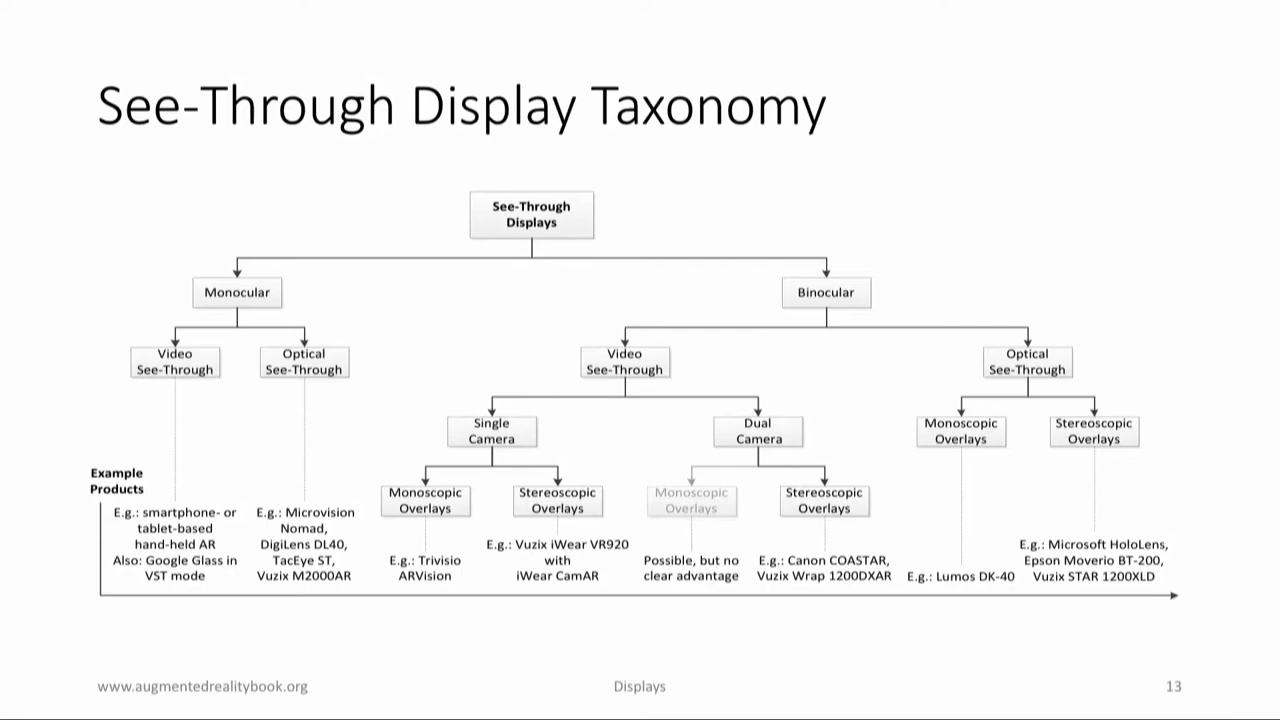 See-Through Display Taxonomy
See-Through
Displays
Monocular
Binocular
Video
See-Through
Optical
See-Through
Video
See-Through
Optical
See-Through
Single
Camera
Dual
Camera
Monoscopic
Overlays
Stereoscopic
Overlays
Monoscopic
Overlays
Stereoscopic
Overlays
Monoscopic
Overlays
Stereoscopic
Overlays
Example
Products
E.g.: smartphone- or
tablet-based
hand-held AR
Also: Google Glass in
VST mode
E.g.: Microvision
Nomad,
DigiLens DL40,
TacEye ST,
Vuzix M2000AR
E.g.: Trivisio
ARVision
E.g.: Vuzix iWear VR920
with
iWear CamAR
Possible, but no
clear advantage
E.g.: Canon COASTAR,
Vuzix Wrap 1200DXAR
E.g.: Lumos DK-40
E.g.: Microsoft HoloLens,
Epson Moverio BT-200,
Vuzix STAR 1200XLD
www.augmentedrealitybook.org
Displays
13